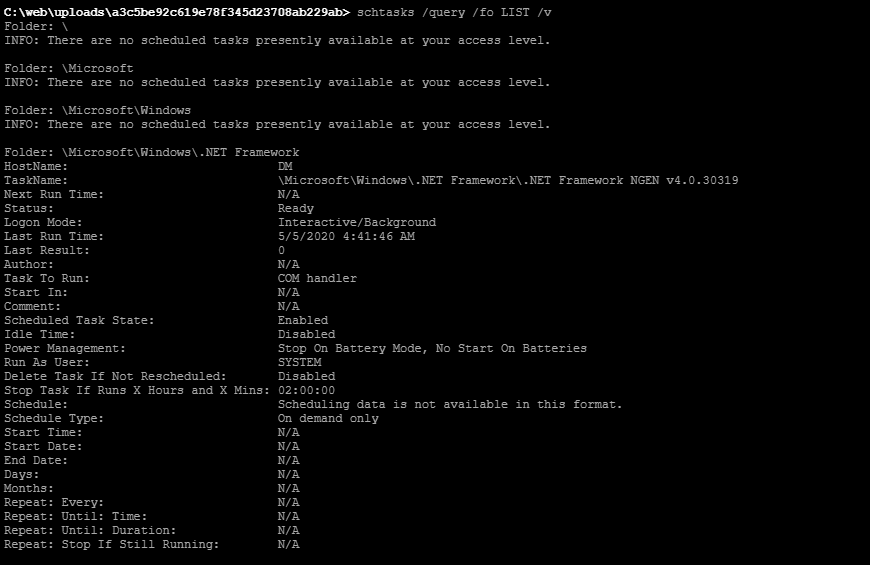 C:\web\uploads\a3c5be92c619e78f345d23708ab229ab> schtasks /query /fo LIST /v
Folder: \
INFO: There are no scheduled tasks presently available at your access level.
Folder: \Microsoft
INFO: There are no scheduled tasks presently available at your access level.
Folder: \Microsoft\Windows
INFO: There are no scheduled tasks presently available at your access level.
Folder: \Microsoft\Windows\.NET Framework
HostName: DM
TaskName: \Microsoft\Windows\.NET Framework\.NET Framework NGEN v4.0.30319
Next Run Time: N/A
Status: Ready
Logon Mode: Interactive/Background
Last Run Time: 5/5/2020 4:41:46 AM
Last Result: 0
Author: N/A
Task To Run: COM handler
Start In: N/A
Comment: N/A
Scheduled Task State: Enabled
Idle Time: Disabled
Power Management: Stop On Battery Mode, No Start On Batteries
Run As User: SYSTEM
Delete Task If Not Rescheduled: Disabled
Stop Task If Runs X Hours and X Mins: 02:00:00
Schedule: Scheduling data is not available in this format.
Schedule Type: On demand only
Start Time: N/A
Start Date: N/A
End Date: N/A
Days: N/A
Months: N/A
Repeat: Every: N/A
Repeat: Until: Time: N/A
Repeat: Until: Duration: N/A
Repeat: Stop If Still Running: N/A